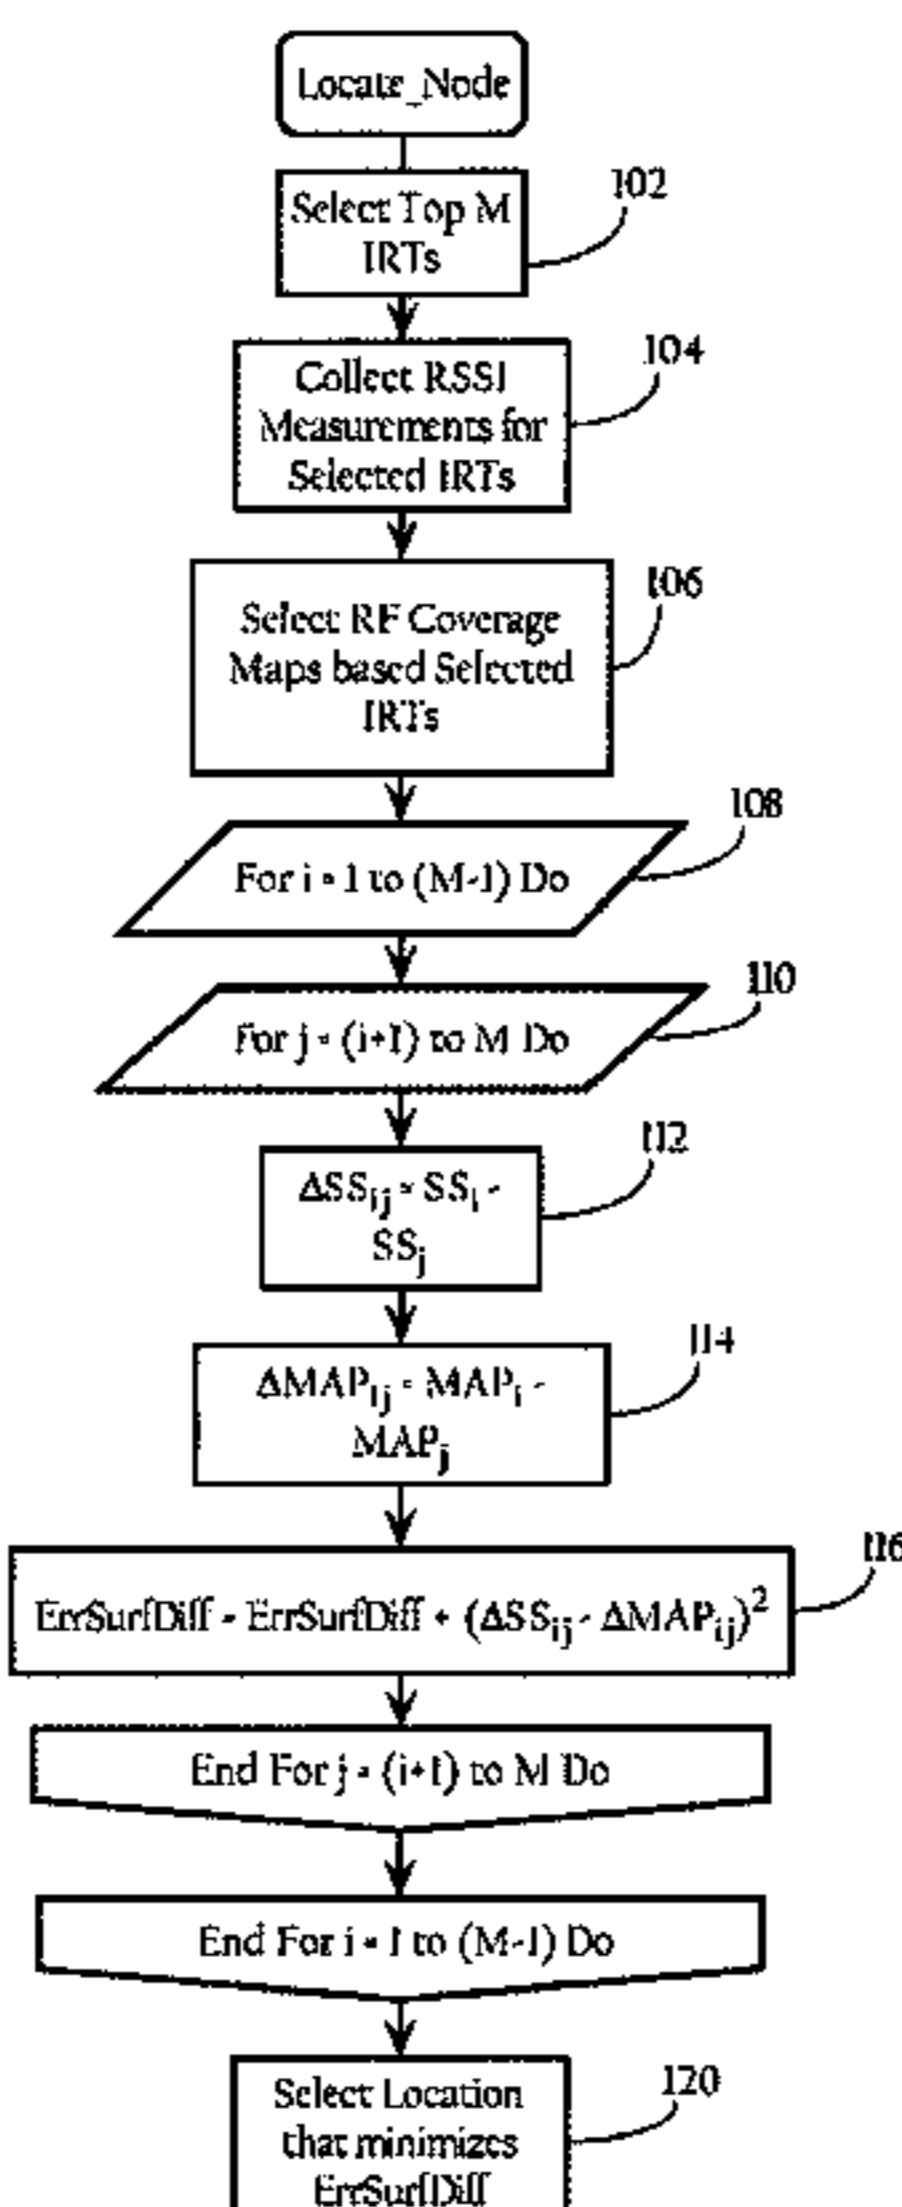 Locate_Node
Select Top M
IRTs
102
Collect RSSI
Measurements for
Selected IRTs
104
Select RF Coverage
Maps based Selected
IRTs
106
For i = 1 to (M-1) Do
108
For j = (i+1) to M Do
110
ΔSSij = SSi -
SSj
112
ΔMAPij = MAPi -
MAPj
114
ErrSurfDiff = ErrSurfDiff + (ΔSSij - ΔMAPij)²
116
End For j = (i+1) to M Do
End For i = 1 to (M-1) Do
Select Location
that minimizes
ErrSurfDiff
120